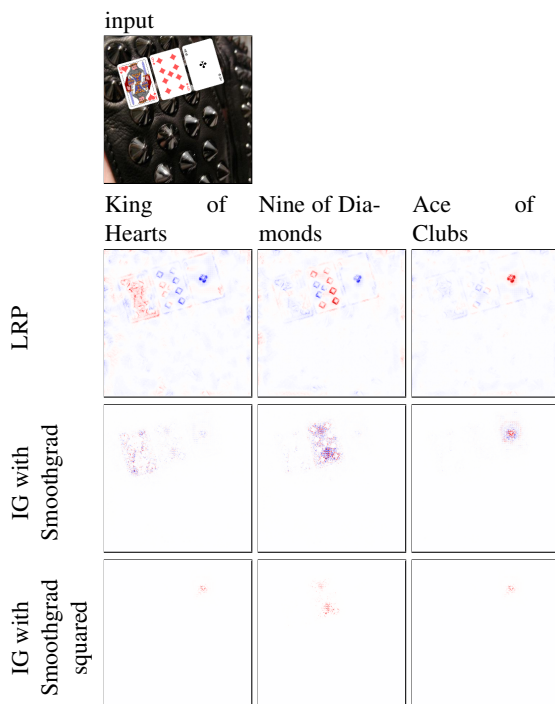 input
King of
Hearts
Nine of Dia-
monds
Ace of
Clubs
LRP
IG with
Smoothgrad
IG with
Smoothgrad
squared